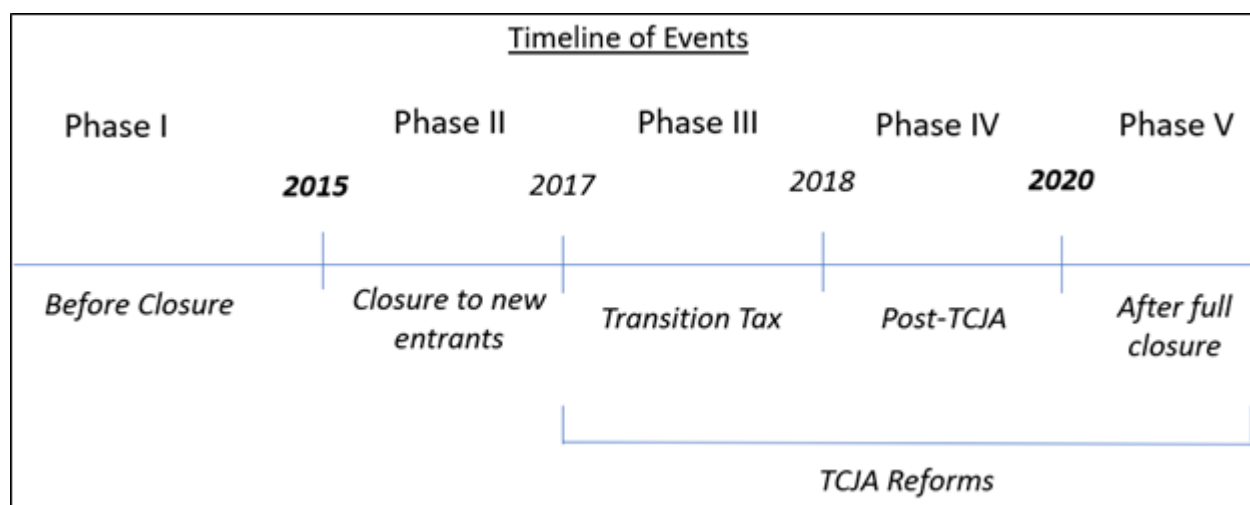 Timeline of Events
Phase I
Phase II
Phase III
Phase IV
Phase V
2015
2017
2018
2020
Before Closure
Closure to new
entrants
Transition Tax
Post-TCJA
After full
closure
TCJA Reforms